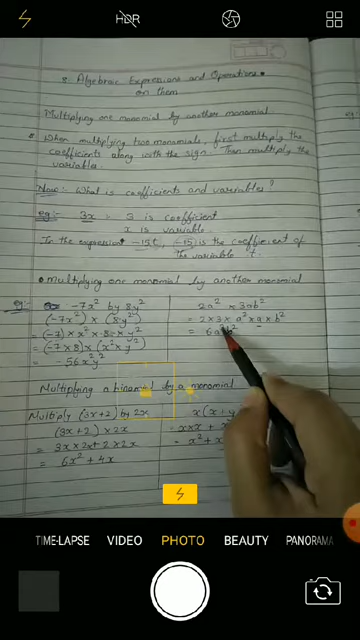 HDR
8. Algebraic Expressions and Operations
on them
Multiplying one monomial by another monomial.
When multiplying two monomials, first multiply the
coefficients along with the sign. Then multiply the
variable.
Now:- What is coefficients and variables?
eg:- 3x 3 is coefficient
x is variable.
In the expression -15t, -15 is the coefficient of
the variable t.
• multiplying one monomial by another monomial
eg:- -7x² by 8y²
(-7x²) × (8y²)
= (-7) × x² × 8 × y²
= (-7×8) × (x² × y²)
= -56x²y²
2a² × 3ab²
= 2×3× a² × a × b²
= 6a
Multiplying a binomial by a monomial
Multiply (3x+2) by 2x
(3x+2) × 2x
= 3x×2x + 2×2x
= 6x² + 4x
x(x+y
= x×x +
= x² + x
TIME-LAPSE VIDEO PHOTO BEAUTY PANORAMA